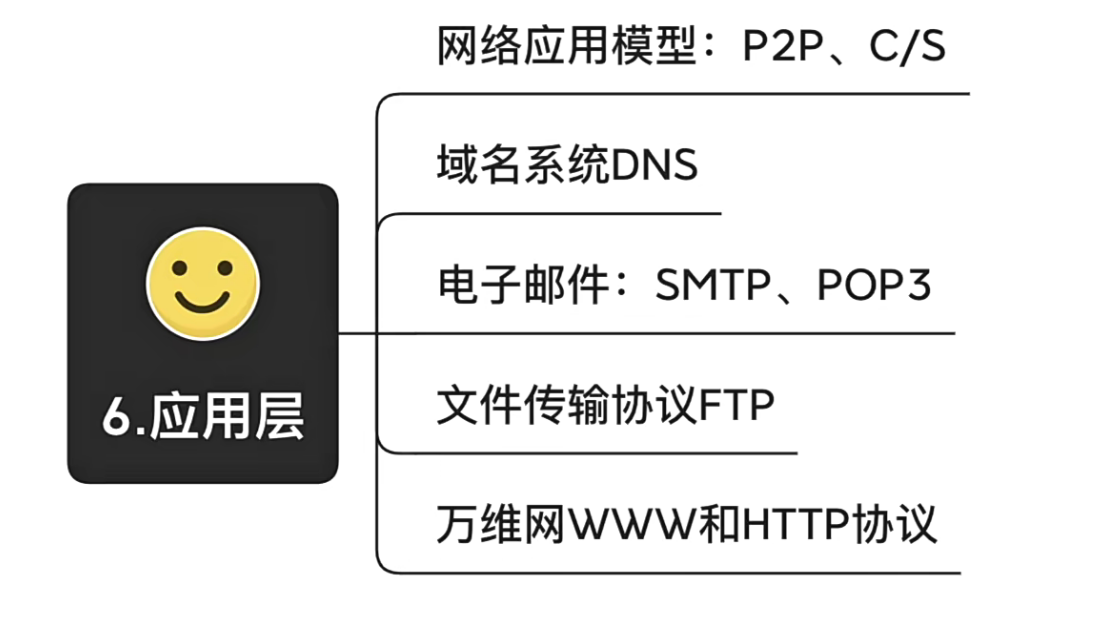 网络应用模型：P2P、C/S
域名系统DNS
电子邮件：SMTP、POP3
6.应用层
文件传输协议FTP
万维网WWW和HTTP协议